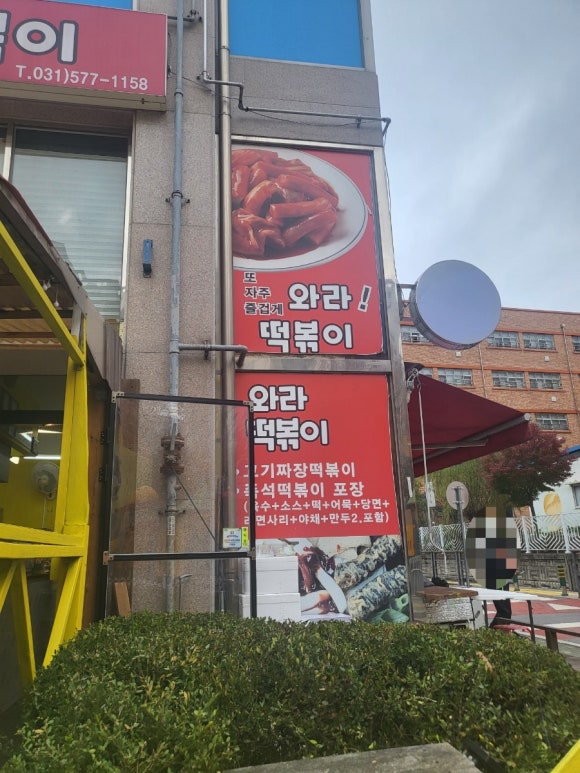 볶이
T.031)577-1158
또
자주
즐겁게 와라!
떡볶이
와라
떡볶이
고기짜장떡볶이
즉석떡볶이 포장
(육수+소스+떡+어묵+당면+
라면사리+야채+만두2.포함)